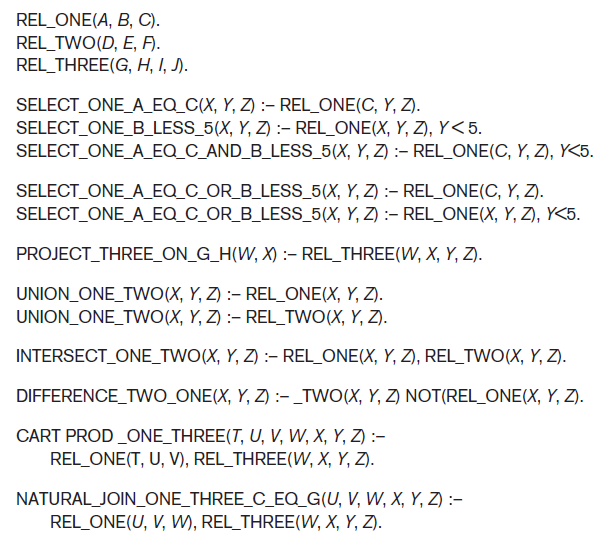 REL_ONE(A, B, C).
REL_TWO(D, E, F).
REL_THREE(G, H, I, J).
SELECT_ONE_A_EQ_C(X, Y, Z) :– REL_ONE(C, Y, Z).
SELECT_ONE_B_LESS_5(X, Y, Z) :– REL_ONE(X, Y, Z), Y < 5.
SELECT_ONE_A_EQ_C_AND_B_LESS_5(X, Y, Z) :– REL_ONE(C, Y, Z), Y<5.
SELECT_ONE_A_EQ_C_OR_B_LESS_5(X, Y, Z) :– REL_ONE(C, Y, Z).
SELECT_ONE_A_EQ_C_OR_B_LESS_5(X, Y, Z) :– REL_ONE(X, Y, Z), Y<5.
PROJECT_THREE_ON_G_H(W, X) :– REL_THREE(W, X, Y, Z).
UNION_ONE_TWO(X, Y, Z) :– REL_ONE(X, Y, Z).
UNION_ONE_TWO(X, Y, Z) :– REL_TWO(X, Y, Z).
INTERSECT_ONE_TWO(X, Y, Z) :– REL_ONE(X, Y, Z), REL_TWO(X, Y, Z).
DIFFERENCE_TWO_ONE(X, Y, Z) :– _TWO(X, Y, Z) NOT(REL_ONE(X, Y, Z).
CART PROD _ONE_THREE(T, U, V, W, X, Y, Z) :–
REL_ONE(T, U, V), REL_THREE(W, X, Y, Z).
NATURAL_JOIN_ONE_THREE_C_EQ_G(U, V, W, X, Y, Z) :–
REL_ONE(U, V, W), REL_THREE(W, X, Y, Z).